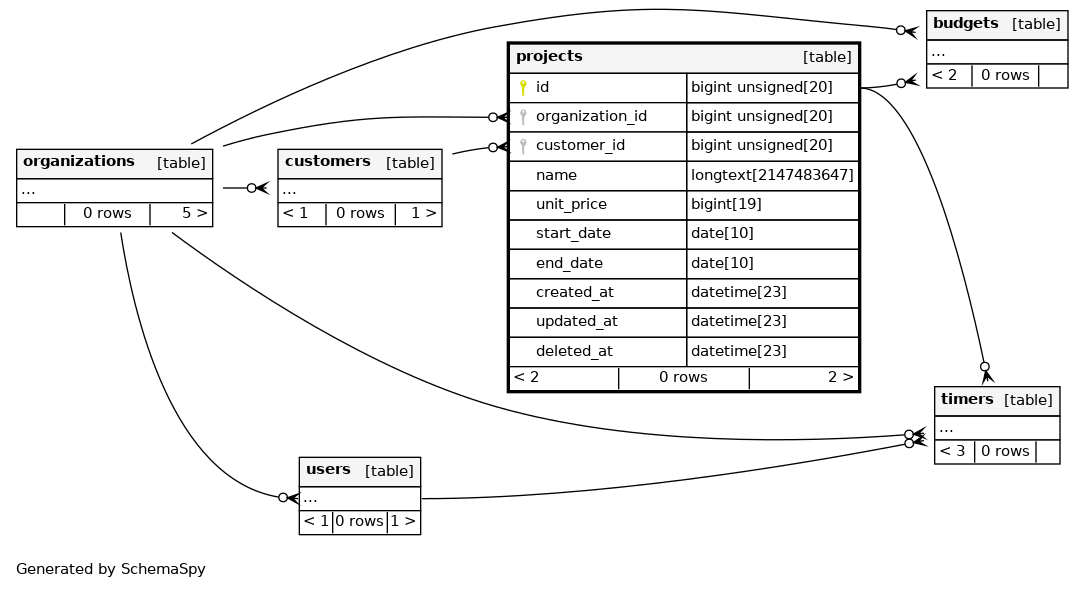 budgets [table]
...
< 2 0 rows
projects [table]
id bigint unsigned[20]
organization_id bigint unsigned[20]
customer_id bigint unsigned[20]
name longtext[2147483647]
unit_price bigint[19]
start_date date[10]
end_date date[10]
created_at datetime[23]
updated_at datetime[23]
deleted_at datetime[23]
< 2 0 rows 2 >
organizations [table]
...
0 rows 5 >
customers [table]
...
< 1 0 rows 1 >
timers [table]
...
< 3 0 rows
users [table]
...
< 1 0 rows 1 >
Generated by SchemaSpy